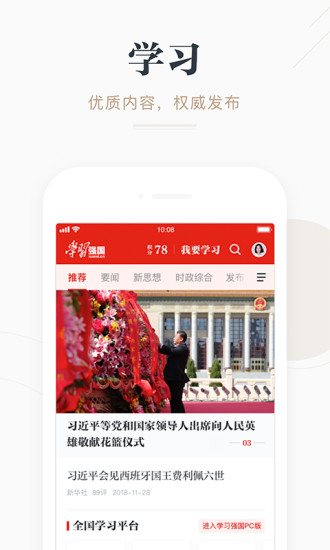 学习
优质内容，权威发布
10:08
学习强国
积分 78
我要学习
推荐 要闻 新思想 时政综合 发布
习近平等党和国家领导人出席向人民英
雄敬献花篮仪式
03
习近平会见西班牙国王费利佩六世
新华社 89评 2018-11-28
全国学习平台
进入学习强国PC版